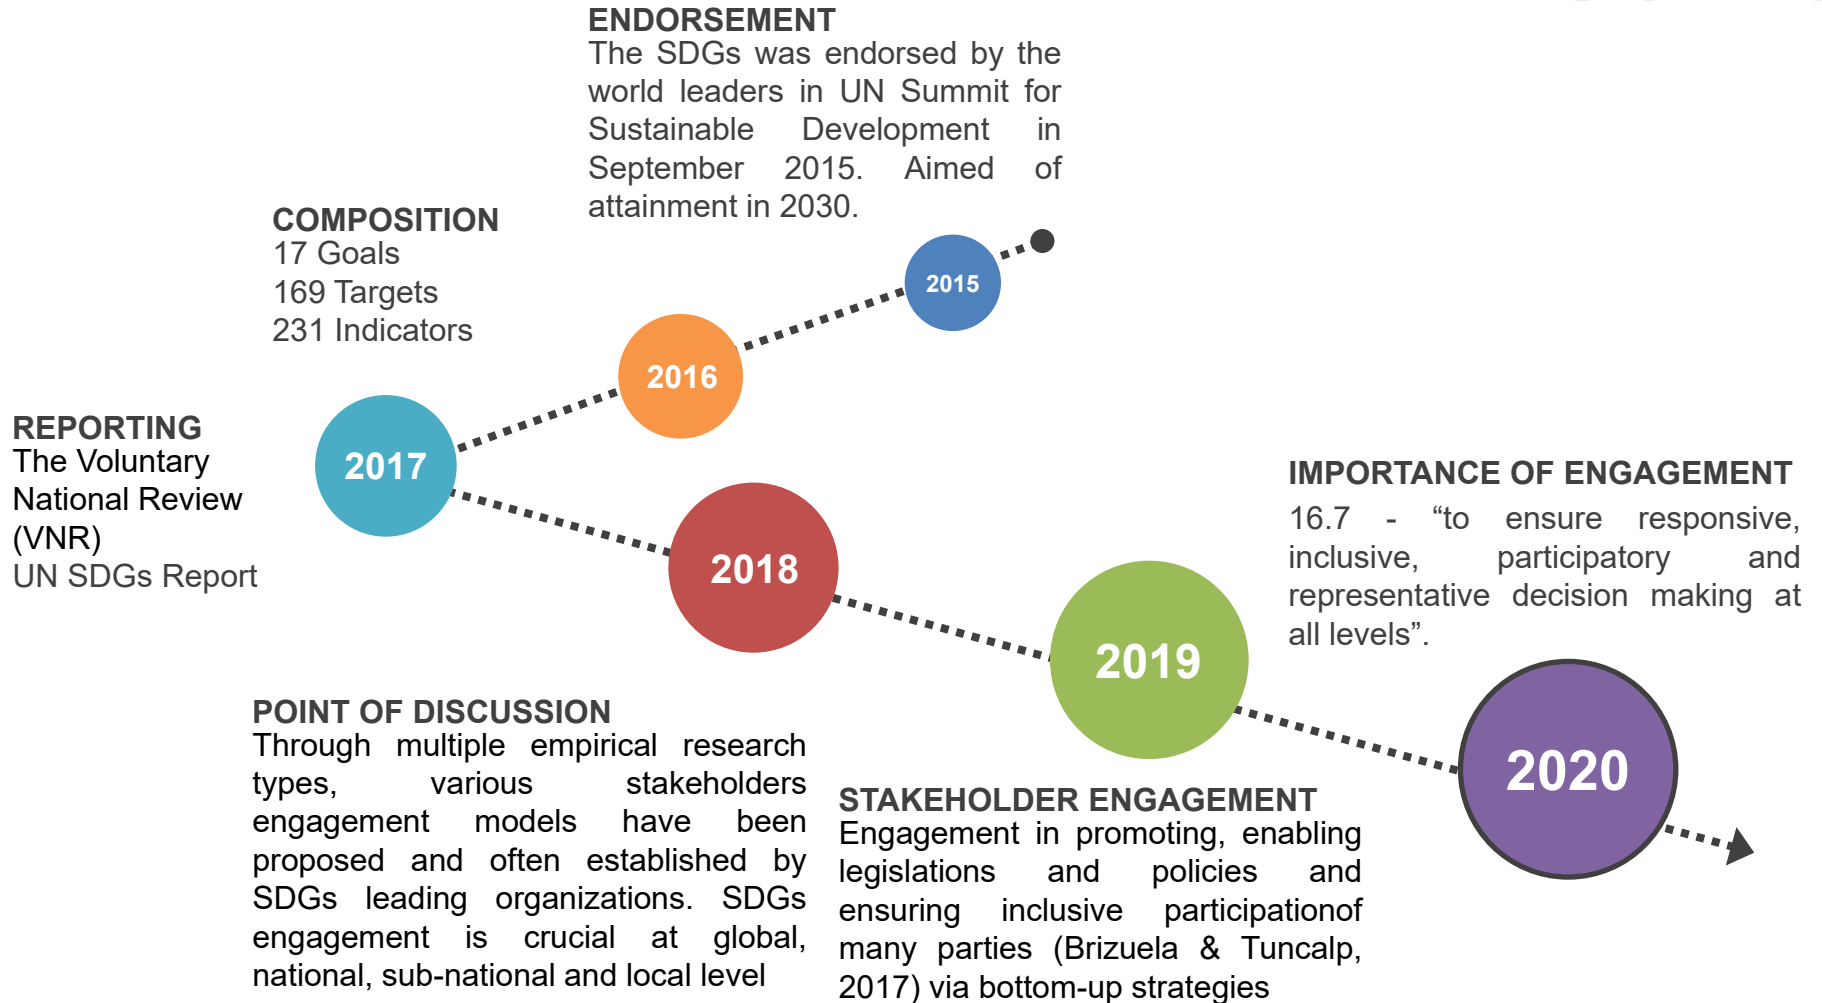 ENDORSEMENT
The SDGs was endorsed by the
world leaders in UN Summit for
Sustainable Development in
September 2015. Aimed of
attainment in 2030.
2015
COMPOSITION
17 Goals
169 Targets
231 Indicators
2016
REPORTING
The Voluntary
National Review
(VNR)
UN SDGs Report
2017
POINT OF DISCUSSION
Through multiple empirical research
types, various stakeholders
engagement models have been
proposed and often established by
SDGs leading organizations. SDGs
engagement is crucial at global,
national, sub-national and local level
2018
STAKEHOLDER ENGAGEMENT
Engagement in promoting, enabling
legislations and policies and
ensuring inclusive participationof
many parties (Brizuela & Tuncalp,
2017) via bottom-up strategies
2019
IMPORTANCE OF ENGAGEMENT
16.7 - “to ensure responsive,
inclusive, participatory and
representative decision making at
all levels”.
2020